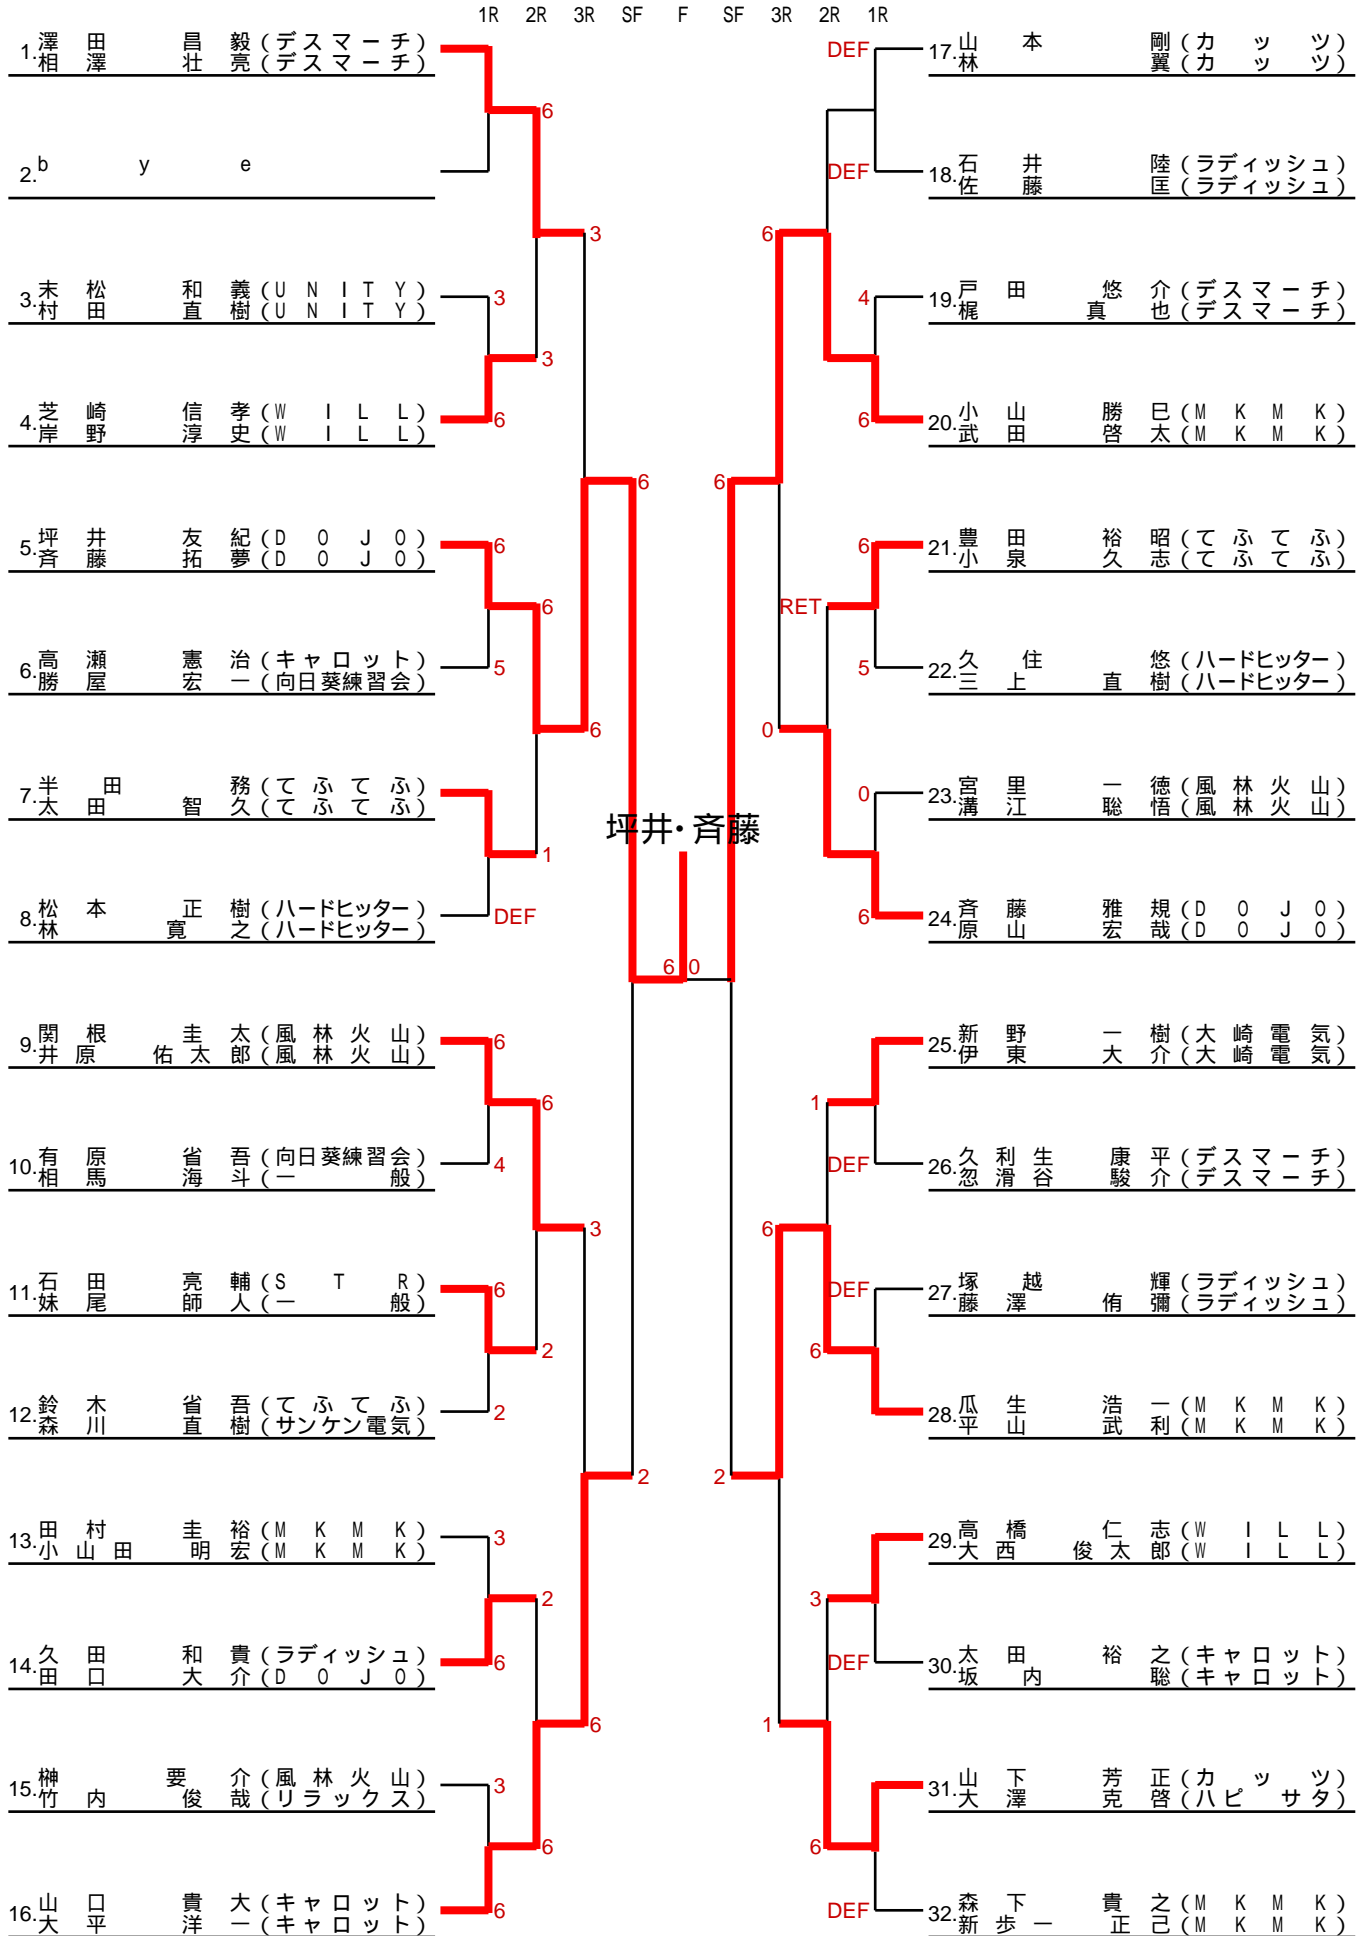 1R 2R 3R SF F SF 3R 2R 1R
1. 澤田 昌毅(デスマーチ)
相澤 壮亮(デスマーチ)
2. bye
3. 末松 和義(UNITY)
村田 直樹(UNITY)
4. 芝崎 信孝(WILL)
岸野 淳史(WILL)
5. 坪井 友紀(DOJO)
斉藤 拓夢(DOJO)
6. 高瀬 憲治(キャロット)
勝屋 宏一(向日葵練習会)
7. 半田 務(てふてふ)
太田 智久(てふてふ)
8. 松本 正樹(ハードヒッター)
林 寛之(ハードヒッター)
9. 関根 圭太(風林火山)
井原 佑太郎(風林火山)
10. 有原 省吾(向日葵練習会)
相馬 海斗(一般)
11. 石田 亮輔(STR)
妹尾 師人(一般)
12. 鈴木 省吾(てふてふ)
森川 直樹(サンケン電気)
13. 田村 圭裕(MKMK)
小山田 明宏(MKMK)
14. 久田 和貴(ラディッシュ)
田口 大介(DOJO)
15. 榊 要介(風林火山)
竹内 俊哉(リラックス)
16. 山口 貴大(キャロット)
大平 洋一(キャロット)
6
3
3
6
3
6
6
5
6
1
DEF
6
6
6
4
3
6
2
2
3
2
6
6
3
6
6
2
坪井・斉藤
6 0
17. 山本 剛(カッツ)
林 翼(カッツ)
18. 石井 陸(ラディッシュ)
佐藤 匡(ラディッシュ)
19. 戸田 悠介(デスマーチ)
梶 真也(デスマーチ)
20. 小山 勝巳(MKMK)
武田 啓太(MKMK)
21. 豊田 裕昭(てふてふ)
小泉 久志(てふてふ)
22. 久住 悠(ハードヒッター)
三上 直樹(ハードヒッター)
23. 宮里 一徳(風林火山)
溝江 聡悟(風林火山)
24. 斉藤 雅規(DOJO)
原山 宏哉(DOJO)
25. 新野 一樹(大崎電気)
伊東 大介(大崎電気)
26. 久利生 康平(デスマーチ)
忽滑谷 駿介(デスマーチ)
27. 塚越 輝(ラディッシュ)
藤澤 侑彌(ラディッシュ)
28. 瓜生 浩一(MKMK)
平山 武利(MKMK)
29. 高橋 仁志(WILL)
大西 俊太郎(WILL)
30. 太田 裕之(キャロット)
坂内 聡(キャロット)
31. 山下 芳正(カッツ)
大澤 克啓(ハピサタ)
32. 森下 貴之(MKMK)
新歩一 正己(MKMK)
DEF
DEF
6
4
6
6
6
RET
5
0
0
6
1
DEF
6
DEF
6
2
3
DEF
1
6
DEF